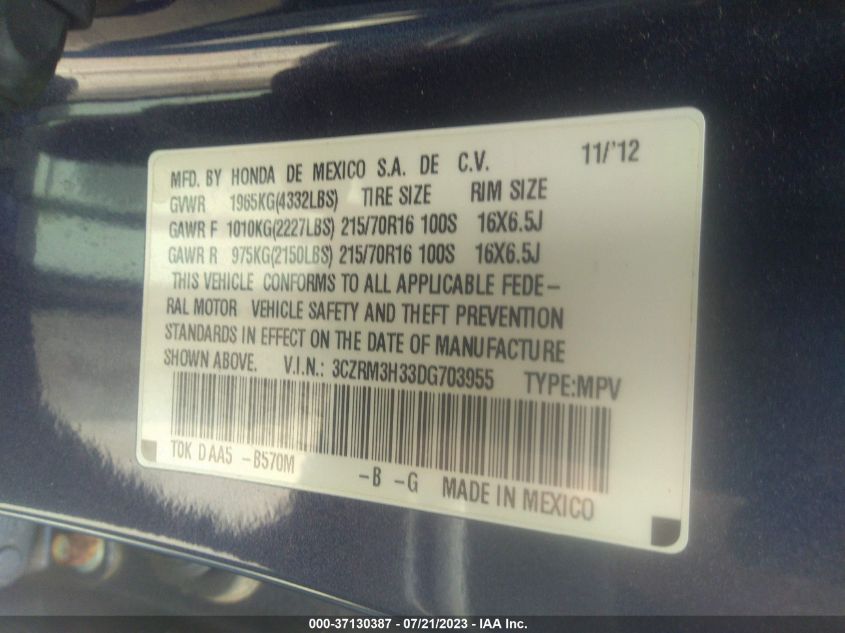 MFD. BY HONDA DE MEXICO S.A. DE C.V. 11/'12
GVWR 1965KG(4332LBS) TIRE SIZE RIM SIZE
GAWR F 1010KG(2227LBS) 215/70R16 100S 16X6.5J
GAWR R 975KG(2150LBS) 215/70R16 100S 16X6.5J
THIS VEHICLE CONFORMS TO ALL APPLICABLE FEDE-
RAL MOTOR VEHICLE SAFETY AND THEFT PREVENTION
STANDARDS IN EFFECT ON THE DATE OF MANUFACTURE
SHOWN ABOVE. V.I.N.: 3CZRM3H33DG703955 TYPE:MPV
TOK D AA5 -B570M -B -G MADE IN MEXICO
000-37130387 - 07/21/2023 - IAA Inc.